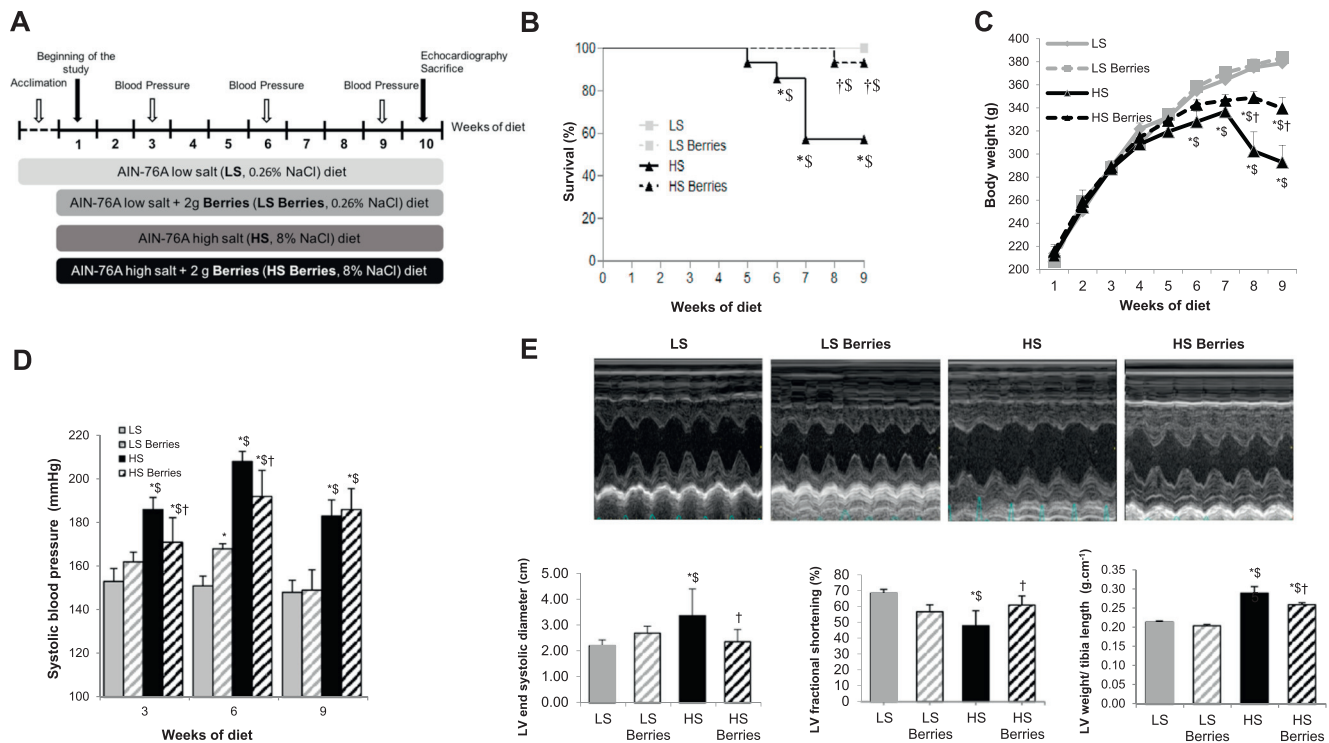 A
Beginning of the
study
Acclimation
Blood Pressure
Blood Pressure
Blood Pressure
Echocardiography
Sacrifice
1 2 3 4 5 6 7 8 9 10
Weeks of diet
AIN-76A low salt (LS, 0.26% NaCl) diet
AIN-76A low salt + 2g Berries (LS Berries, 0.26% NaCl) diet
AIN-76A high salt (HS, 8% NaCl) diet
AIN-76A high salt + 2 g Berries (HS Berries, 8% NaCl) diet
B
Survival (%)
100
80
60
40
20
0
†$ †$
*$
*$ *$
LS
LS Berries
HS
HS Berries
0 1 2 3 4 5 6 7 8 9
Weeks of diet
C
Body weight (g)
400
380
360
340
320
300
280
260
240
220
200
LS
LS Berries
HS
HS Berries
*$† *$†
*$ *$
*$ *$
1 2 3 4 5 6 7 8 9
Weeks of diet
D
Systolic blood pressure (mmHg)
220
200
180
160
140
120
100
LS
LS Berries
HS
HS Berries
*$ *$†
* *$ *$†
*$ *$
3 6 9
Weeks of diet
E
LS LS Berries HS HS Berries
LV end systolic diameter (cm)
5.00
4.00
3.00
2.00
1.00
0.00
*$ †
LS LS HS HS
Berries Berries
LV fractional shortening (%)
80
70
60
50
40
30
20
10
0
*$ †
LS LS HS HS
Berries Berries
LV weight/ tibia length (g.cm-1)
0.35
0.30
0.25
0.20
0.15
0.10
0.05
0.00
*$ *$†
LS LS HS HS
Berries Berries